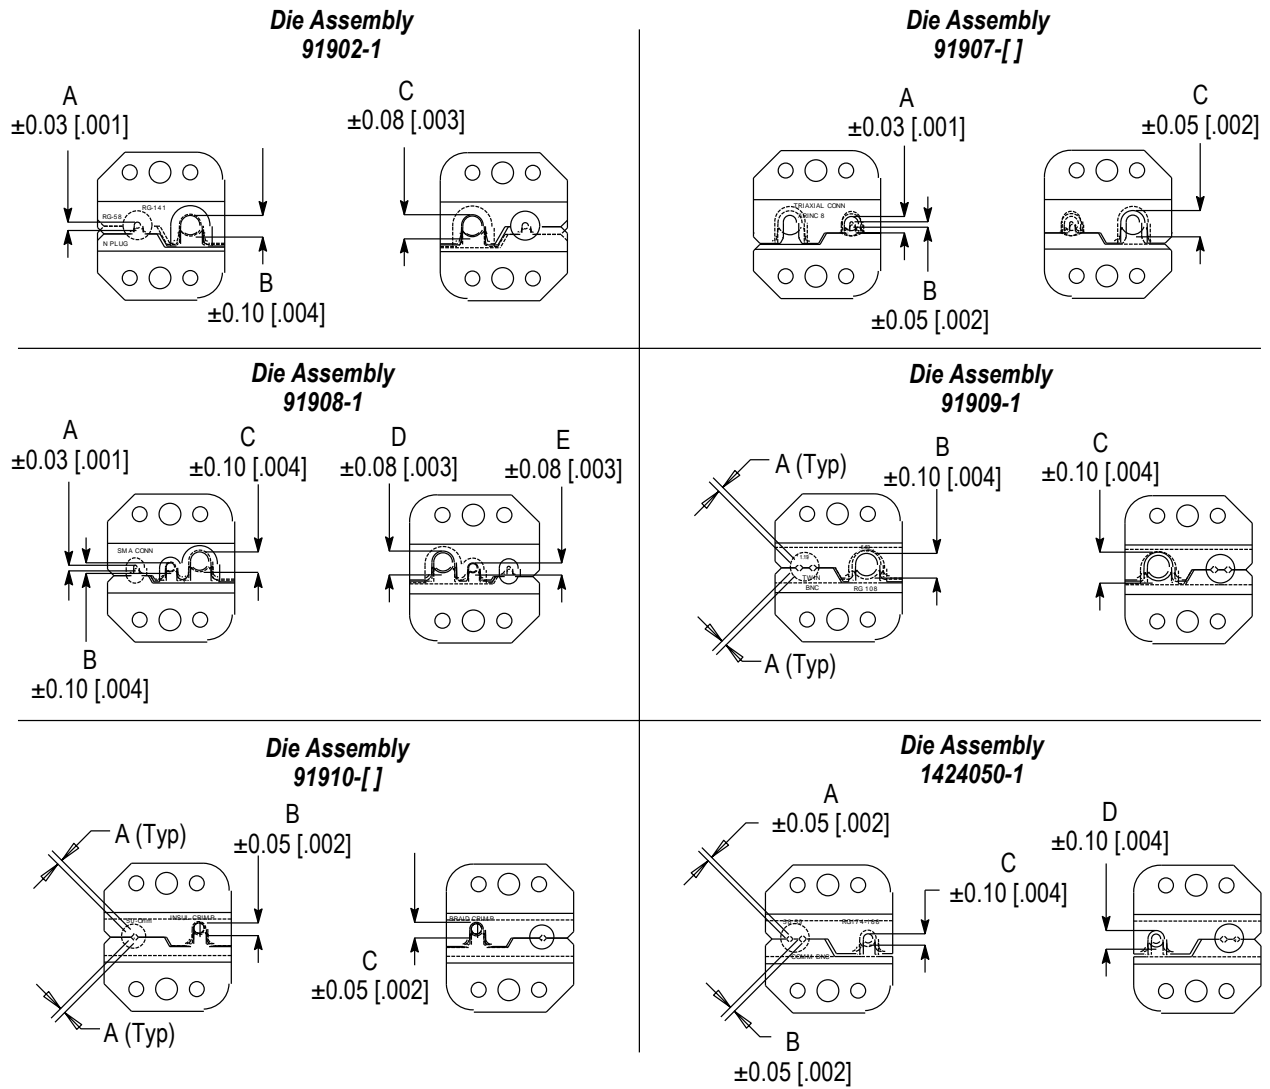 Die Assembly
91902-1
A
±0.03 [.001]
C
±0.08 [.003]
RG-141
RG-58
N PLUG
B
±0.10 [.004]
Die Assembly
91907-[ ]
A
±0.03 [.001]
C
±0.05 [.002]
TRIAXIAL CONN
B
±0.05 [.002]
Die Assembly
91908-1
A
±0.03 [.001]
C
±0.10 [.004]
D
±0.08 [.003]
E
±0.08 [.003]
SMA CONN
B
±0.10 [.004]
Die Assembly
91909-1
A (Typ)
B
±0.10 [.004]
C
±0.10 [.004]
TWIN
BNC
RG 108
A (Typ)
Die Assembly
91910-[ ]
A (Typ)
B
±0.05 [.002]
INSUL CRIMP
BRAID CRIMP
C
±0.05 [.002]
A (Typ)
Die Assembly
1424050-1
A
±0.05 [.002]
C
±0.10 [.004]
D
±0.10 [.004]
COMM BNC
B
±0.05 [.002]